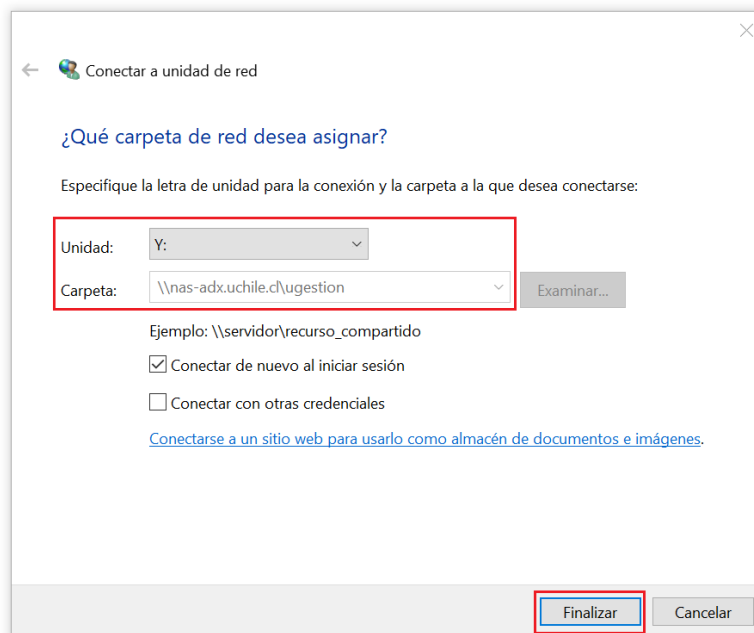 Conectar a unidad de red
¿Qué carpeta de red desea asignar?
Especifique la letra de unidad para la conexión y la carpeta a la que desea conectarse:
Unidad: Y:
Carpeta: \\nas-adx.uchile.cl\ugestion Examinar...
Ejemplo: \\servidor\recurso_compartido
Conectar de nuevo al iniciar sesión
Conectar con otras credenciales
Conectarse a un sitio web para usarlo como almacén de documentos e imágenes.
Finalizar Cancelar